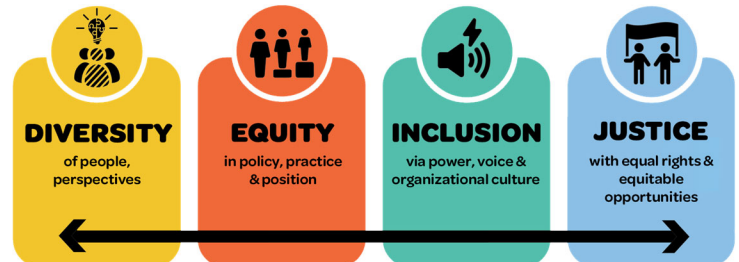 DIVERSITY
of people,
perspectives
EQUITY
in policy, practice
& position
INCLUSION
via power, voice &
organizational culture
JUSTICE
with equal rights &
equitable
opportunities